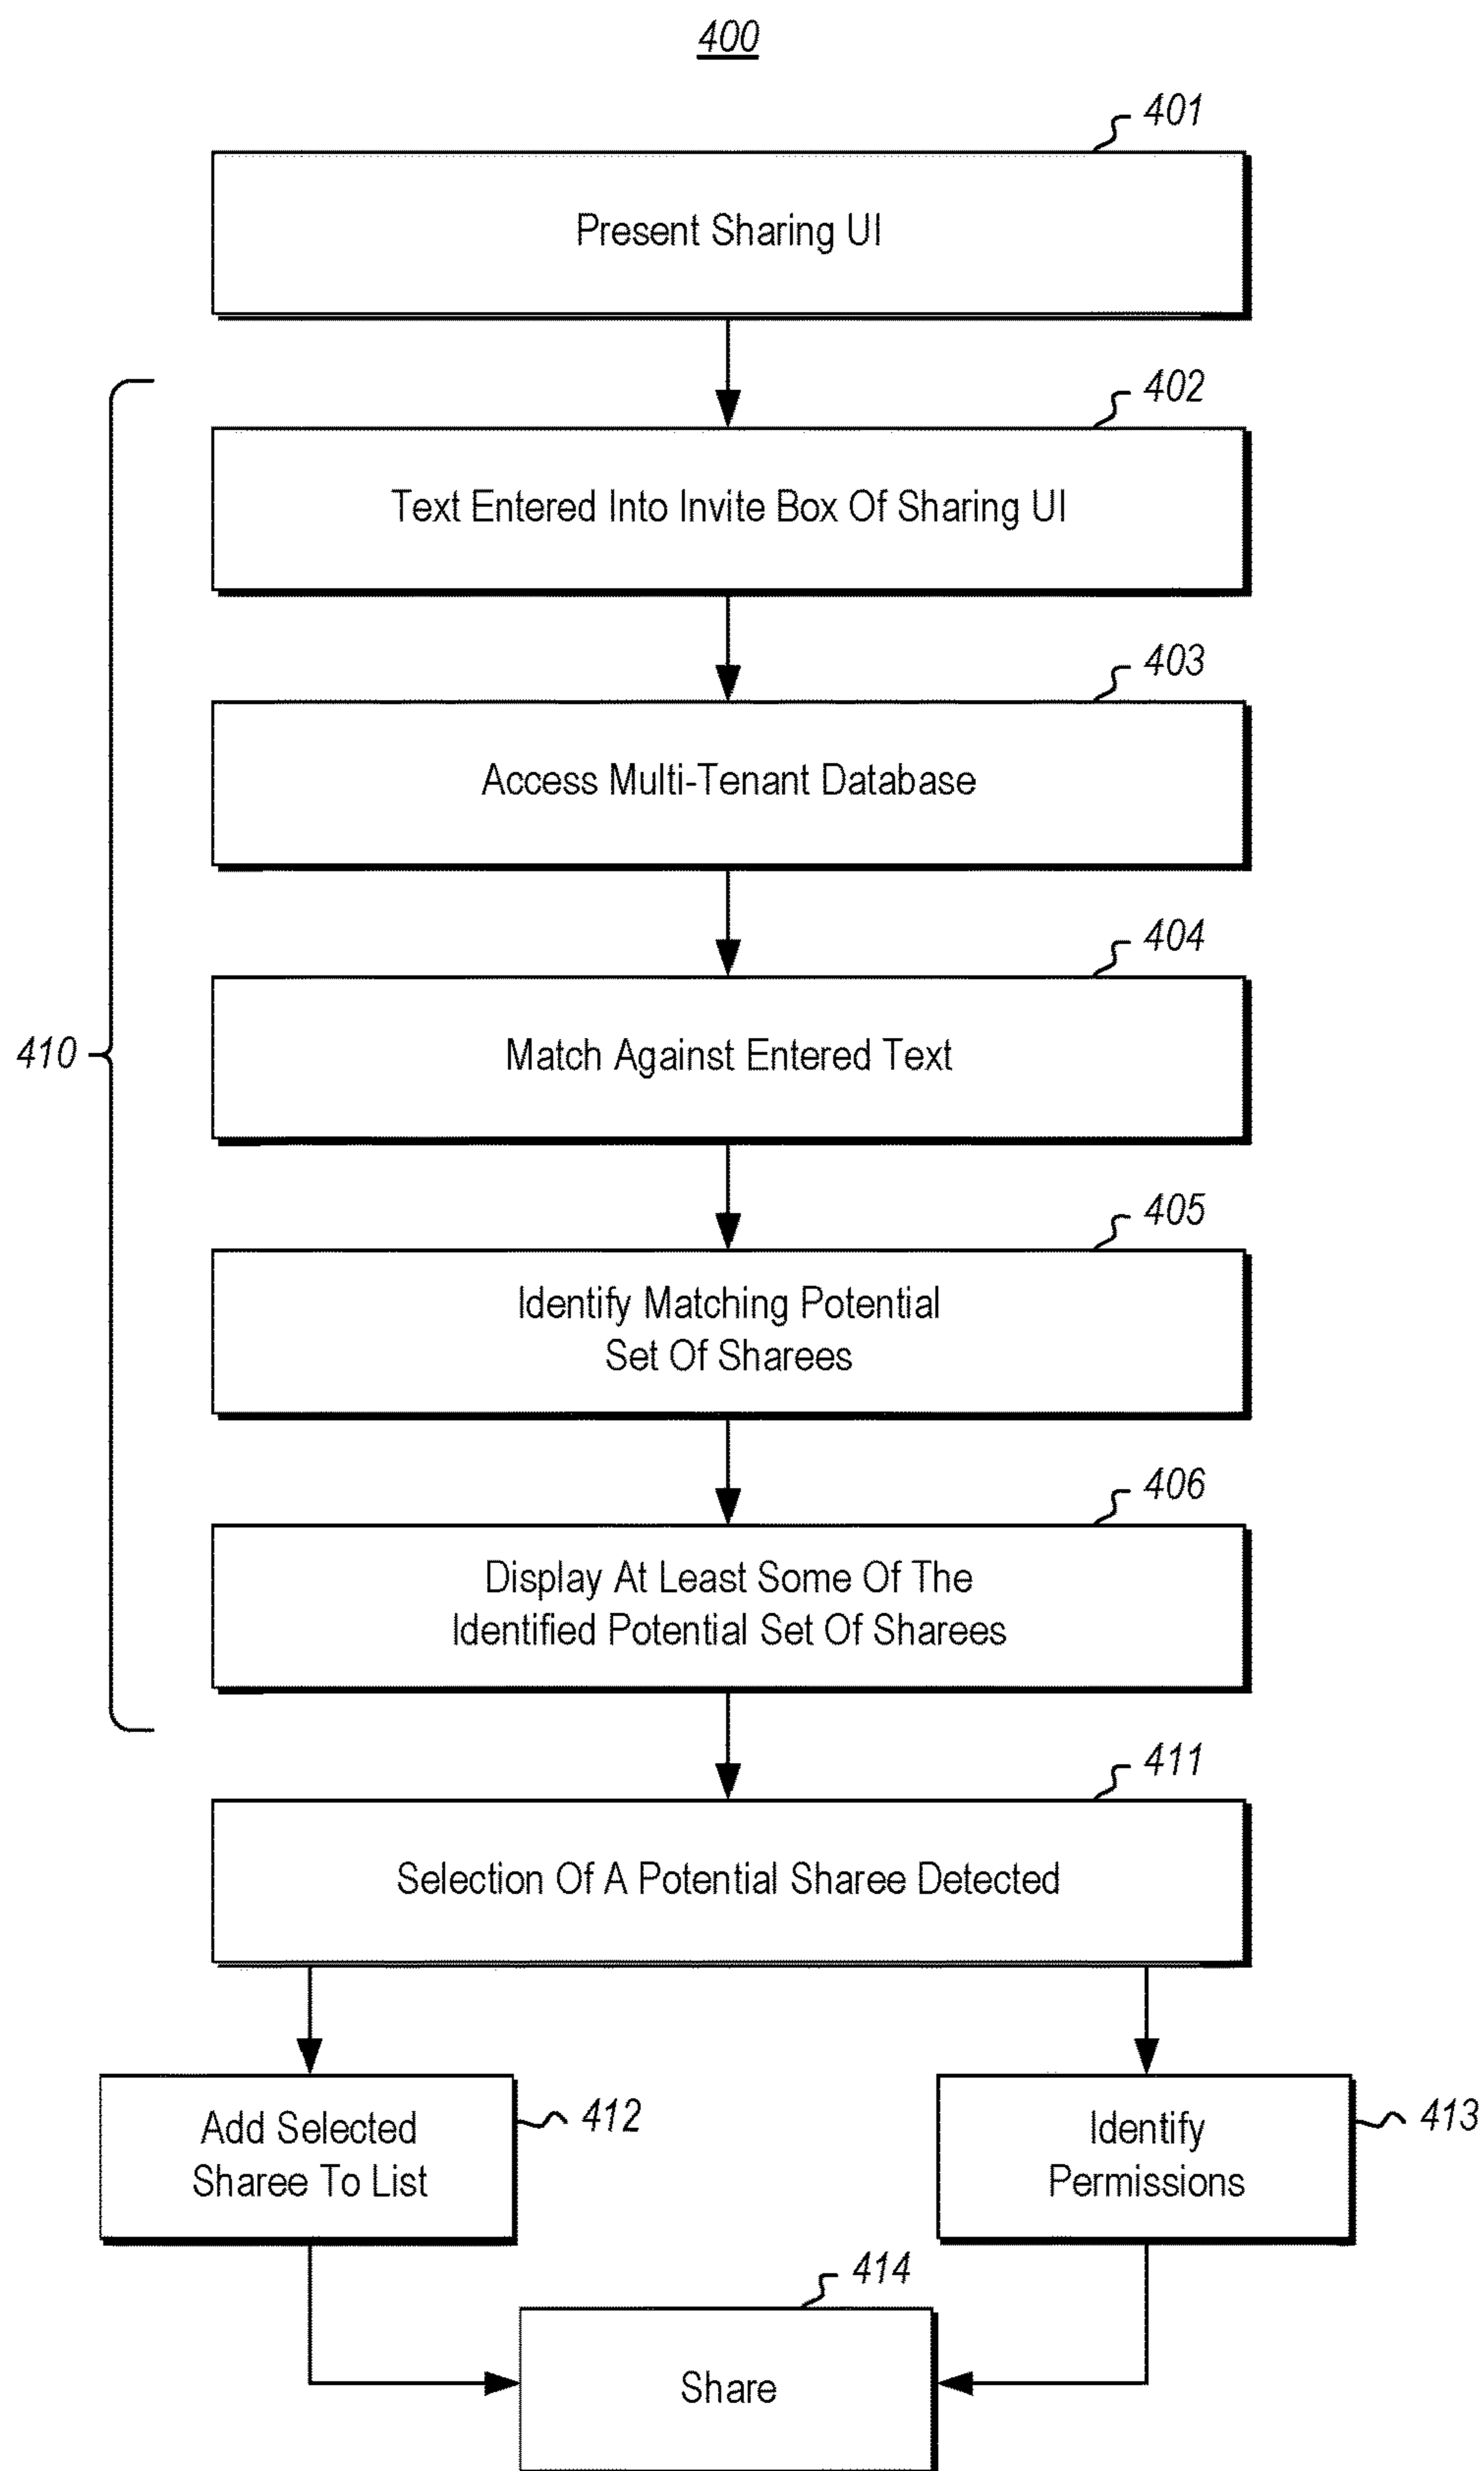 400
401
Present Sharing UI
402
Text Entered Into Invite Box Of Sharing UI
403
Access Multi-Tenant Database
404
Match Against Entered Text
410
405
Identify Matching Potential
Set Of Sharees
406
Display At Least Some Of The
Identified Potential Set Of Sharees
411
Selection Of A Potential Sharee Detected
Add Selected
Sharee To List
412
Identify
Permissions
413
414
Share